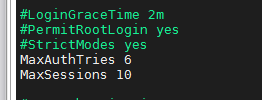 #LoginGraceTime 2m
#PermitRootLogin yes
#StrictModes yes
MaxAuthTries 6
MaxSessions 10